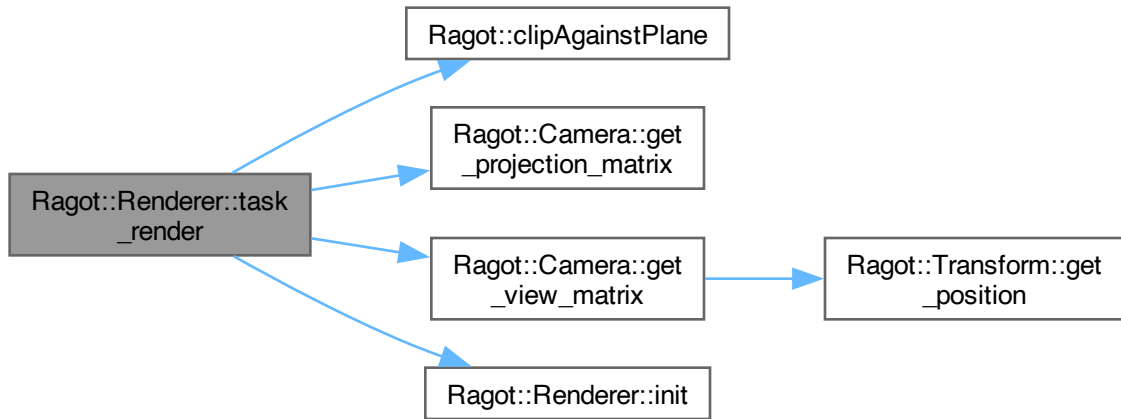 Ragot::clipAgainstPlane
Ragot::Camera::get
_projection_matrix
Ragot::Renderer::task
_render
Ragot::Camera::get
_view_matrix
Ragot::Transform::get
_position
Ragot::Renderer::init